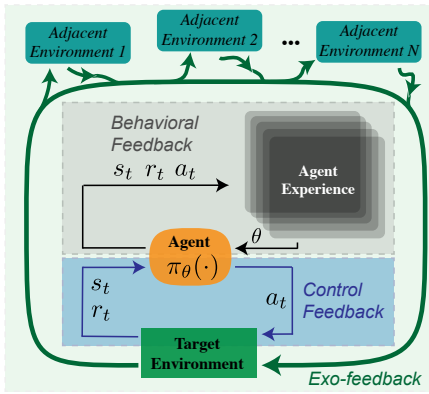 Adjacent
Environment 1
Adjacent
Environment 2
...
Adjacent
Environment N
Behavioral
Feedback
s_t r_t a_t
Agent
Experience
θ
Agent
π_θ(·)
s_t
r_t
a_t
Control
Feedback
Target
Environment
Exo-feedback